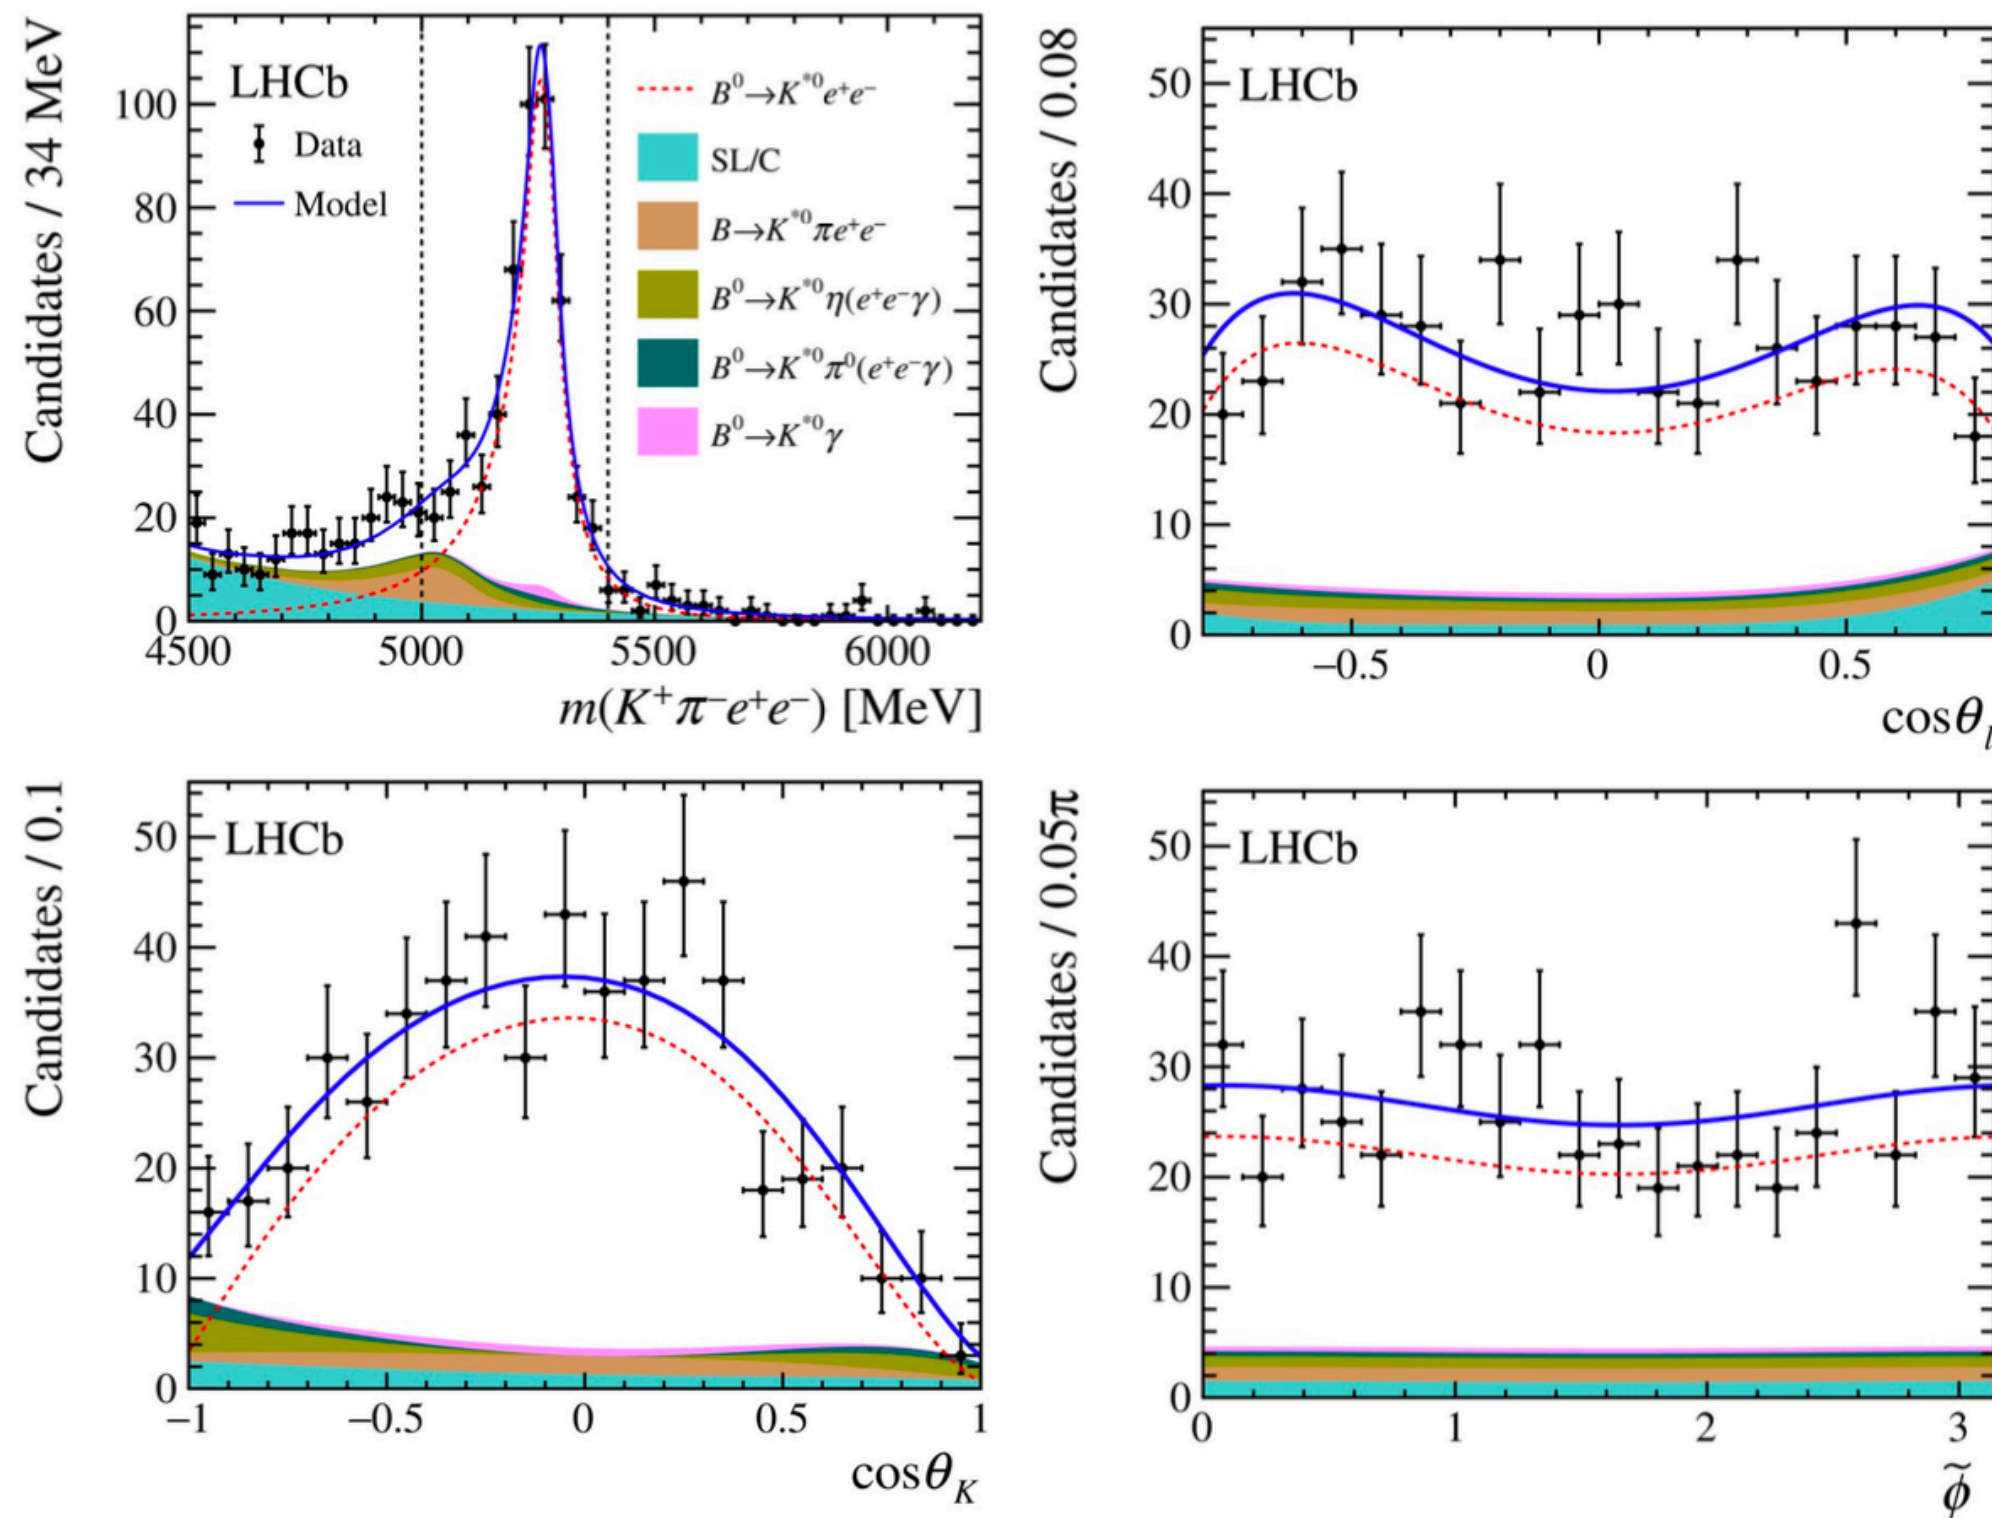 Candidates / 34 MeV
LHCb
Data
Model
B⁰→K*⁰e⁺e⁻
SL/C
B→K*⁰πe⁺e⁻
B⁰→K*⁰η(e⁺e⁻γ)
B⁰→K*⁰π⁰(e⁺e⁻γ)
B⁰→K*⁰γ
100
80
60
40
20
0
4500 5000 5500 6000
m(K⁺π⁻e⁺e⁻) [MeV]
Candidates / 0.08
LHCb
50
40
30
20
10
0
−0.5 0 0.5
cosθₗ
Candidates / 0.1
LHCb
50
40
30
20
10
0
−1 −0.5 0 0.5 1
cosθ_K
Candidates / 0.05π
LHCb
50
40
30
20
10
0
0 1 2 3
φ̃